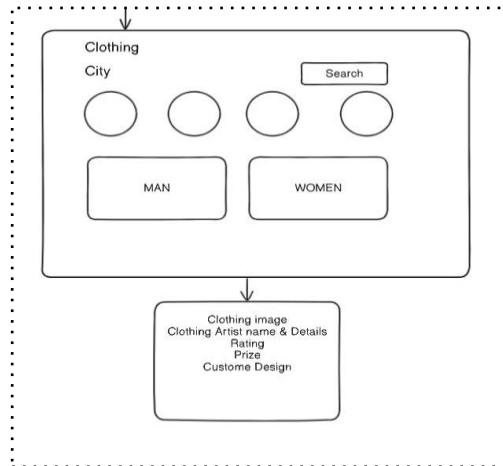 Clothing
City
Search
MAN
WOMEN
Clothing image
Clothing Artist name & Details
Rating
Prize
Custome Design